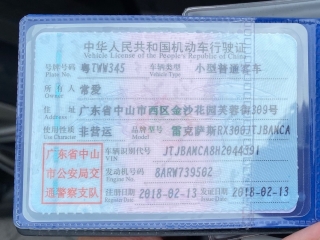 中华人民共和国机动车行驶证
Vehicle License of the People's Republic of China
号牌号码 粤TWW345 车辆类型 小型普通客车
Plate No. Vehicle Type
所有人 常爱
Owner
住址 广东省中山市西区金沙花园芙蓉街309号
Address
使用性质 非营运 品牌型号 雷克萨斯RX300JTJBANCA
Use Character Model
广东省中山
市公安局交
通警察支队
车辆识别代号 JTJBANCA8H2044391
VIN
发动机号码 8ARW739502
Engine No.
注册日期 2018-02-13 发证日期 2018-02-13
Register Date Issue Date